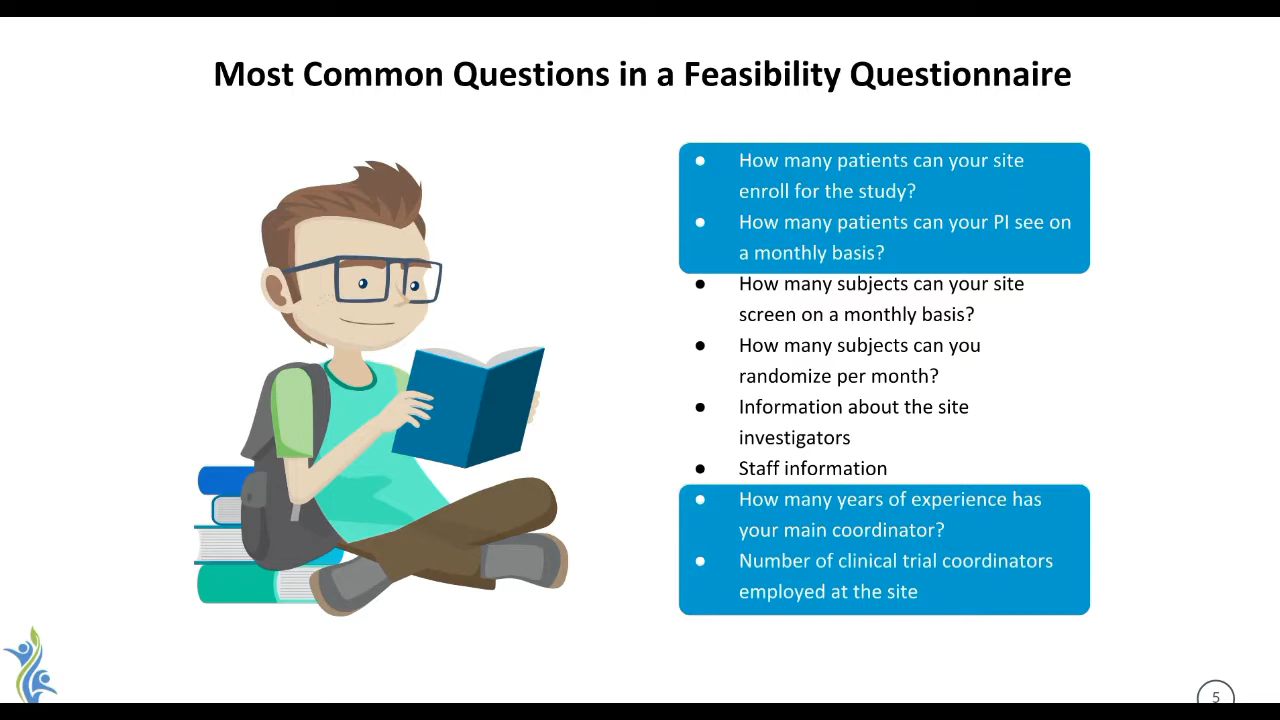 Most Common Questions in a Feasibility Questionnaire
● How many patients can your site
enroll for the study?
● How many patients can your PI see on
a monthly basis?
● How many subjects can your site
screen on a monthly basis?
● How many subjects can you
randomize per month?
● Information about the site
investigators
● Staff information
● How many years of experience has
your main coordinator?
● Number of clinical trial coordinators
employed at the site
5